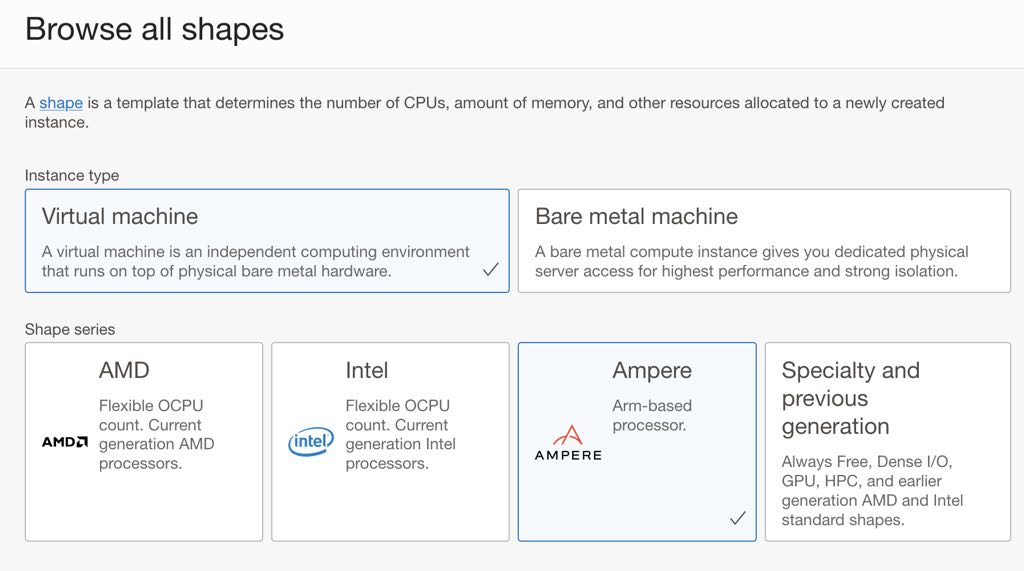 Browse all shapes
A shape is a template that determines the number of CPUs, amount of memory, and other resources allocated to a newly created
instance.
Instance type
Virtual machine
A virtual machine is an independent computing environment
that runs on top of physical bare metal hardware.
Bare metal machine
A bare metal compute instance gives you dedicated physical
server access for highest performance and strong isolation.
Shape series
AMD
AMD
Flexible OCPU
count. Current
generation AMD
processors.
intel
Intel
Flexible OCPU
count. Current
generation Intel
processors.
AMPERE
Ampere
Arm-based
processor.
Specialty and
previous
generation
Always Free, Dense I/O,
GPU, HPC, and earlier
generation AMD and Intel
standard shapes.